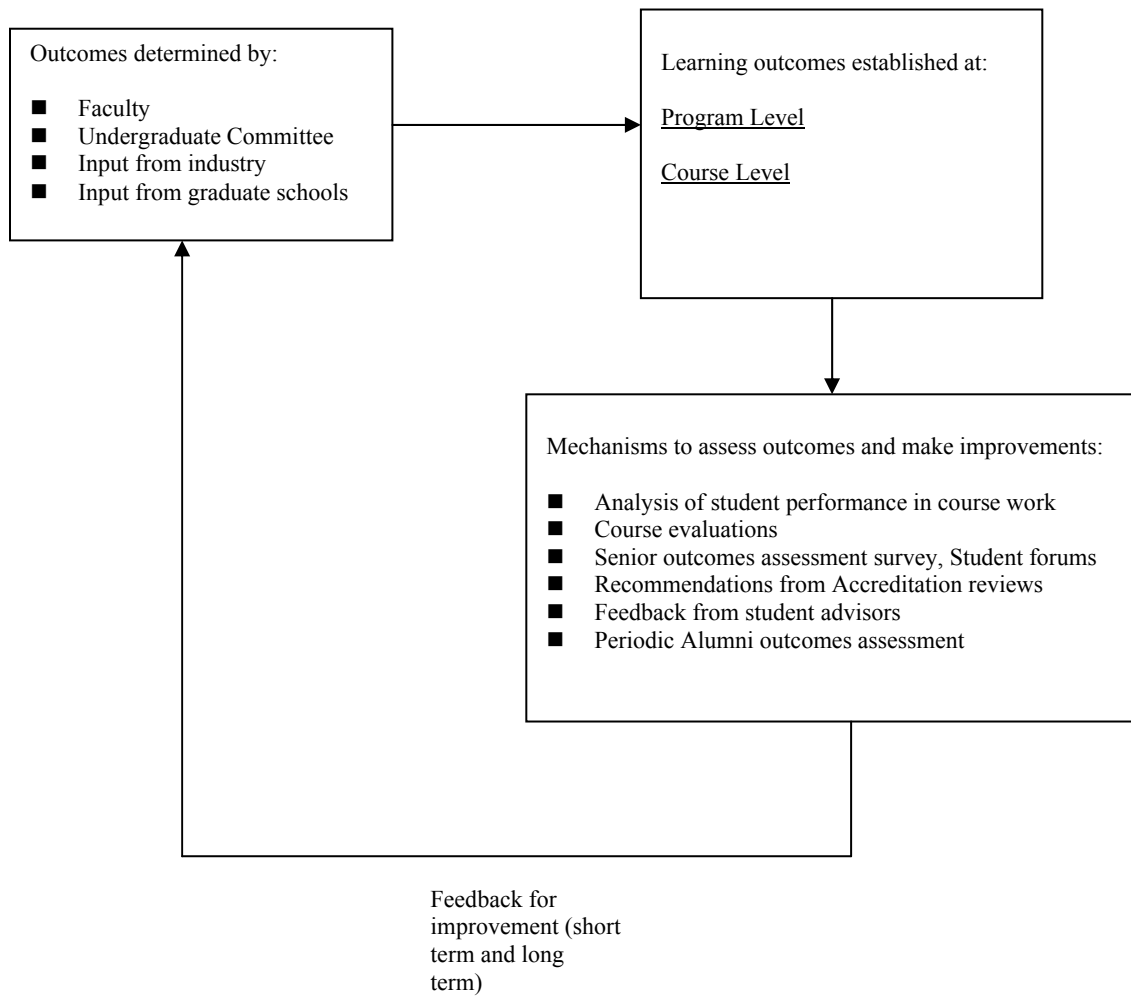 Outcomes determined by:
■ Faculty
■ Undergraduate Committee
■ Input from industry
■ Input from graduate schools
Learning outcomes established at:
Program Level
Course Level
Mechanisms to assess outcomes and make improvements:
■ Analysis of student performance in course work
■ Course evaluations
■ Senior outcomes assessment survey, Student forums
■ Recommendations from Accreditation reviews
■ Feedback from student advisors
■ Periodic Alumni outcomes assessment
Feedback for
improvement (short
term and long
term)